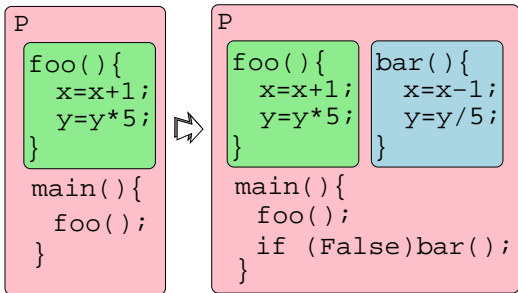 P
foo(){
x=x+1;
y=y*5;
}
main(){
foo();
}
P
foo(){
x=x+1;
y=y*5;
}
bar(){
x=x-1;
y=y/5;
}
main(){
foo();
if (False)bar();
}